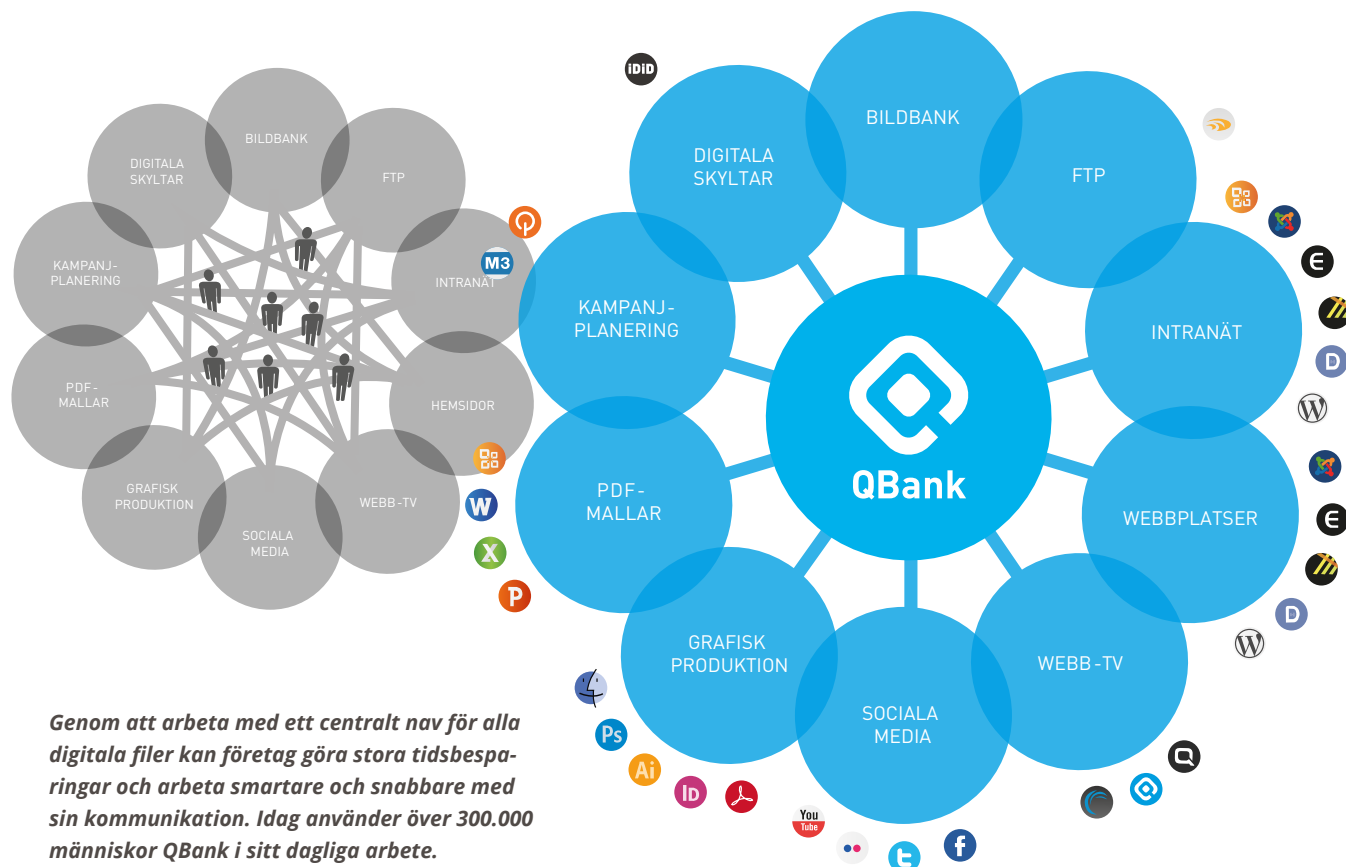 BILDBANK
DIGITALA
SKYLTAR
FTP
KAMPANJ-
PLANERING
INTRANÄT
PDF-
MALLAR
HEMSIDOR
GRAFISK
PRODUKTION
WEBB-TV
SOCIALA
MEDIA
iDiD
BILDBANK
DIGITALA
SKYLTAR
FTP
M3
KAMPANJ-
PLANERING
INTRANÄT
E
D
W
QBank
W
X
P
PDF-
MALLAR
WEBBPLATSER
E
D
W
GRAFISK
PRODUKTION
WEBB-TV
SOCIALA
MEDIA
Ps
Ai
ID
You
Tube
t
f
Genom att arbeta med ett centralt nav för alla
digitala filer kan företag göra stora tidsbespa-
ringar och arbeta smartare och snabbare med
sin kommunikation. Idag använder över 300.000
människor QBank i sitt dagliga arbete.